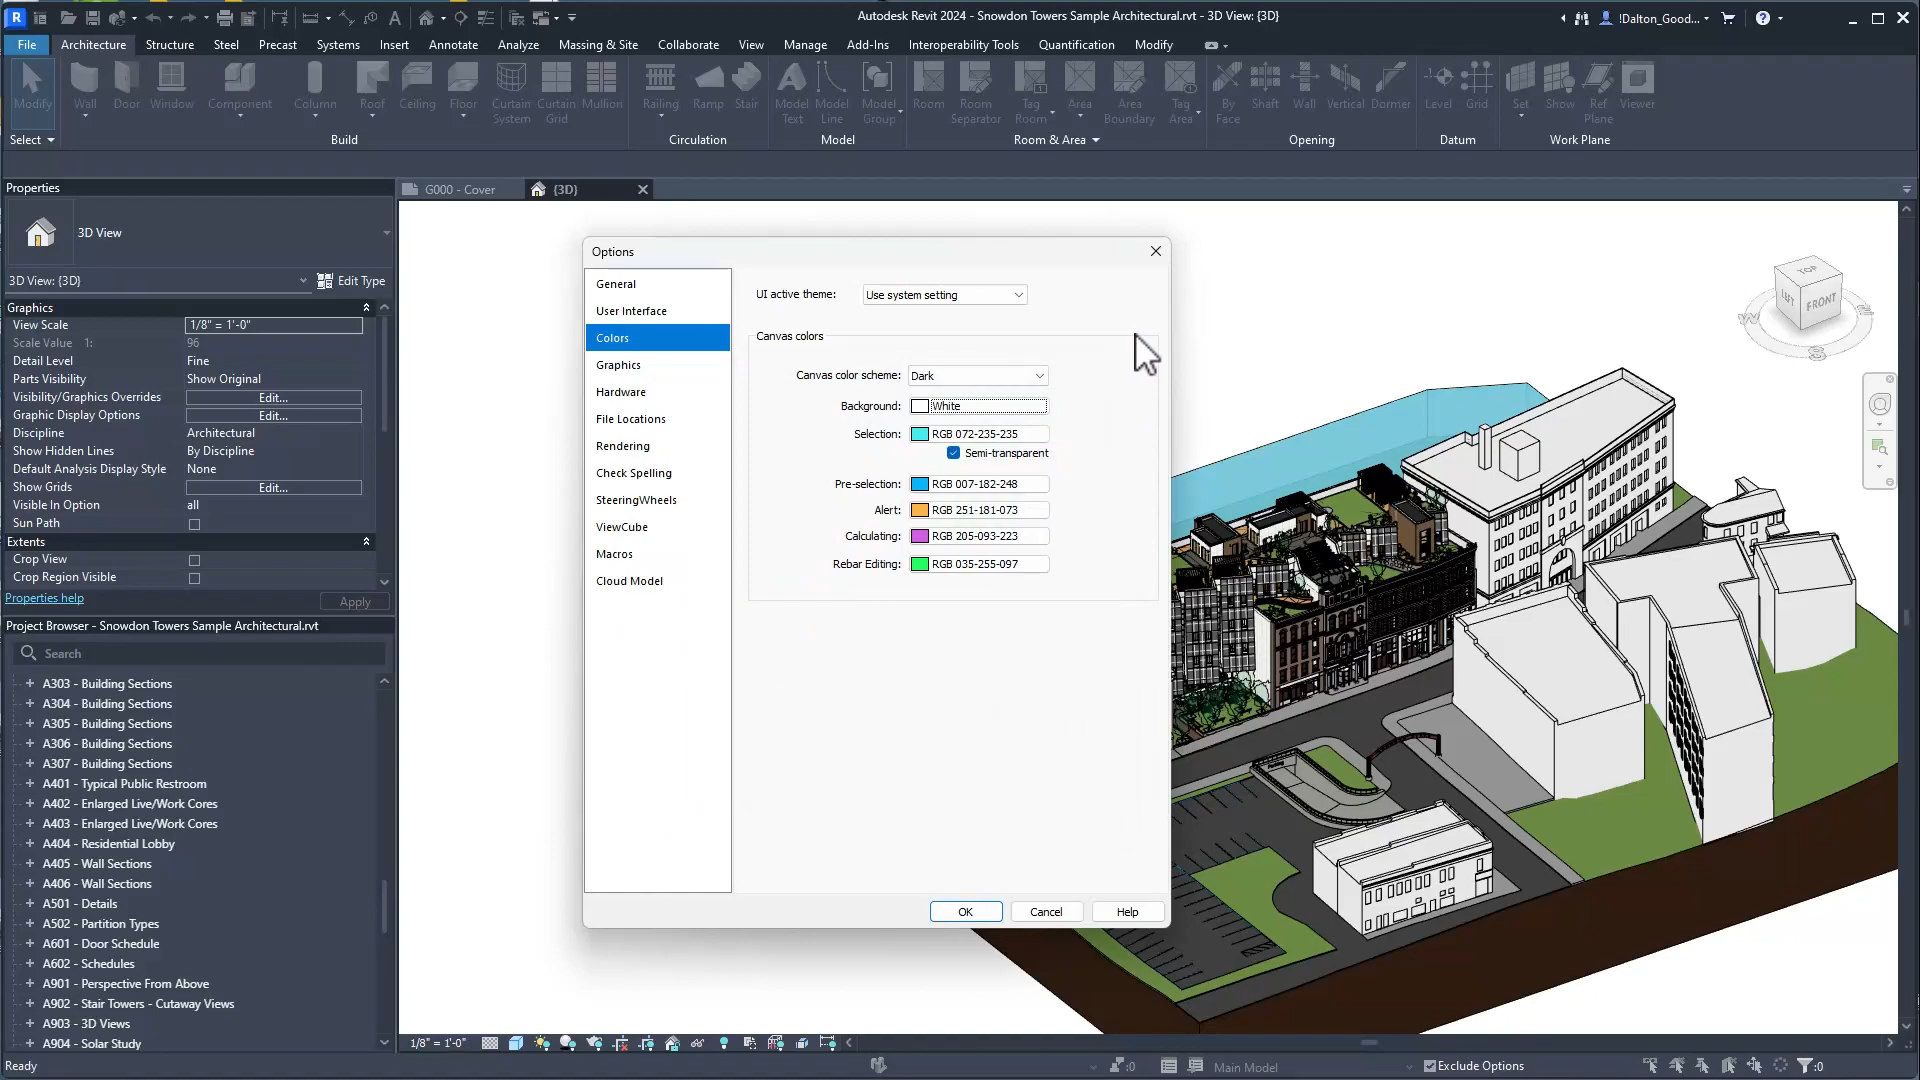 Autodesk Revit 2024 - Snowdon Towers Sample Architectural.rvt - 3D View: {3D}
!Dalton_Good...
File Architecture Structure Steel Precast Systems Insert Annotate Analyze Massing & Site Collaborate View Manage Add-Ins Interoperability Tools Quantification Modify
Modify Wall Door Window Component Column Roof Ceiling Floor Curtain System Curtain Grid Mullion Railing Ramp Stair Model Text Model Line Model Group Room Room Separator Tag Room Area Area Boundary Tag Area By Face Shaft Wall Vertical Dormer Level Grid Set Show Ref Plane Viewer
Select Build Circulation Model Room & Area Opening Datum Work Plane
Properties
G000 - Cover
{3D}
3D View
3D View: {3D}
Edit Type
Graphics
View Scale 1/8" = 1'-0"
Scale Value 1: 96
Detail Level Fine
Parts Visibility Show Original
Visibility/Graphics Overrides Edit...
Graphic Display Options Edit...
Discipline Architectural
Show Hidden Lines By Discipline
Default Analysis Display Style None
Show Grids Edit...
Visible In Option all
Sun Path
Extents
Crop View
Crop Region Visible
Properties help
Apply
Project Browser - Snowdon Towers Sample Architectural.rvt
Search
A303 - Building Sections
A304 - Building Sections
A305 - Building Sections
A306 - Building Sections
A307 - Building Sections
A401 - Typical Public Restroom
A402 - Enlarged Live/Work Cores
A403 - Enlarged Live/Work Cores
A404 - Residential Lobby
A405 - Wall Sections
A406 - Wall Sections
A501 - Details
A502 - Partition Types
A601 - Door Schedule
A602 - Schedules
A901 - Perspective From Above
A902 - Stair Towers - Cutaway Views
A903 - 3D Views
A904 - Solar Study
Options
General
User Interface
Colors
Graphics
Hardware
File Locations
Rendering
Check Spelling
SteeringWheels
ViewCube
Macros
Cloud Model
UI active theme: Use system setting
Canvas colors
Canvas color scheme: Dark
Background: White
Selection: RGB 072-235-235
Semi-transparent
Pre-selection: RGB 007-182-248
Alert: RGB 251-181-073
Calculating: RGB 205-093-223
Rebar Editing: RGB 035-255-097
OK
Cancel
Help
TOP
LEFT
FRONT
W
S
E
1/8" = 1'-0"
Ready
:0
Main Model
Exclude Options
:0